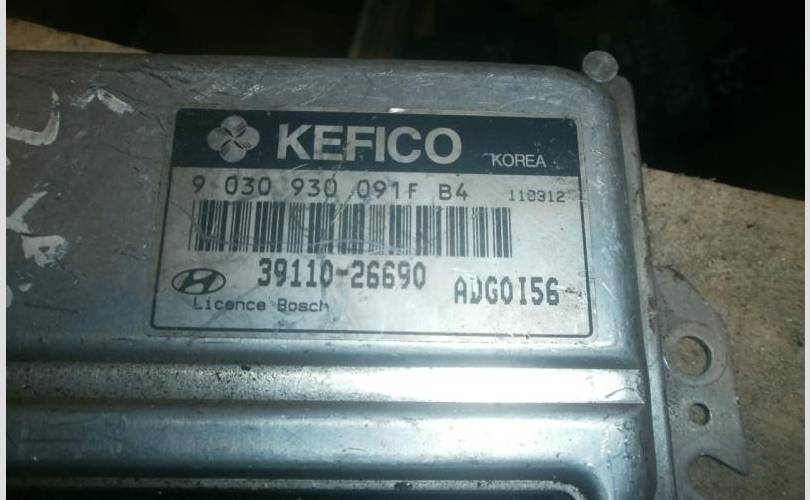 KEFICO KOREA
9 030 930 091F B4 110312
39110-26690 ADG0I56
Licence Bosch